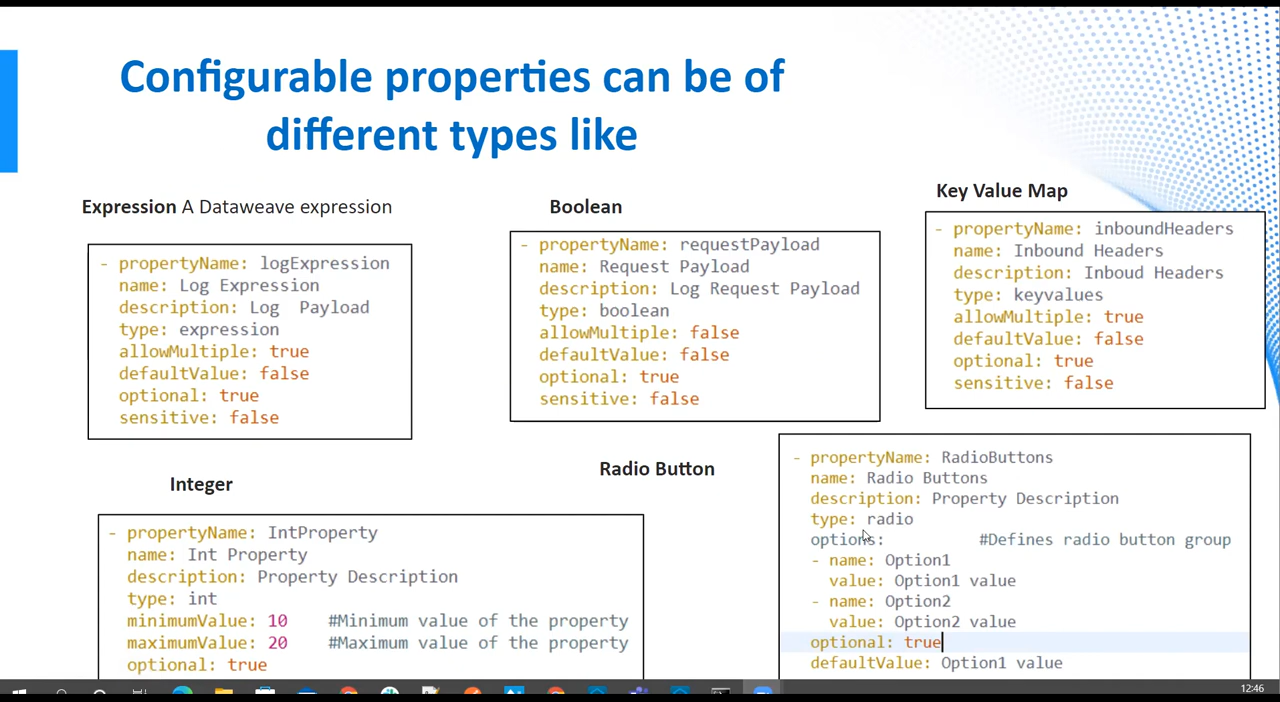 Configurable properties can be of
different types like
Expression A Dataweave expression
- propertyName: logExpression
name: Log Expression
description: Log  Payload
type: expression
allowMultiple: true
defaultValue: false
optional: true
sensitive: false
Boolean
- propertyName: requestPayload
name: Request Payload
description: Log Request Payload
type: boolean
allowMultiple: false
defaultValue: false
optional: true
sensitive: false
Key Value Map
- propertyName: inboundHeaders
name: Inbound Headers
description: Inboud Headers
type: keyvalues
allowMultiple: true
defaultValue: false
optional: true
sensitive: false
Integer
- propertyName: IntProperty
name: Int Property
description: Property Description
type: int
minimumValue: 10 #Minimum value of the property
maximumValue: 20 #Maximum value of the property
optional: true
Radio Button
- propertyName: RadioButtons
name: Radio Buttons
description: Property Description
type: radio
options: #Defines radio button group
- name: Option1
value: Option1 value
- name: Option2
value: Option2 value
optional: true
defaultValue: Option1 value
12:46